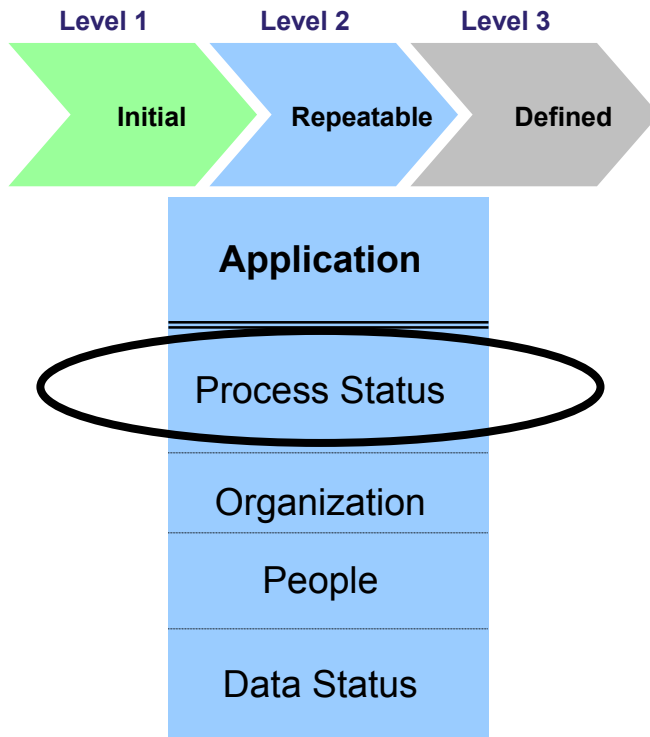 Level 1 Level 2 Level 3
Initial Repeatable Defined
Application
Process Status
Organization
People
Data Status